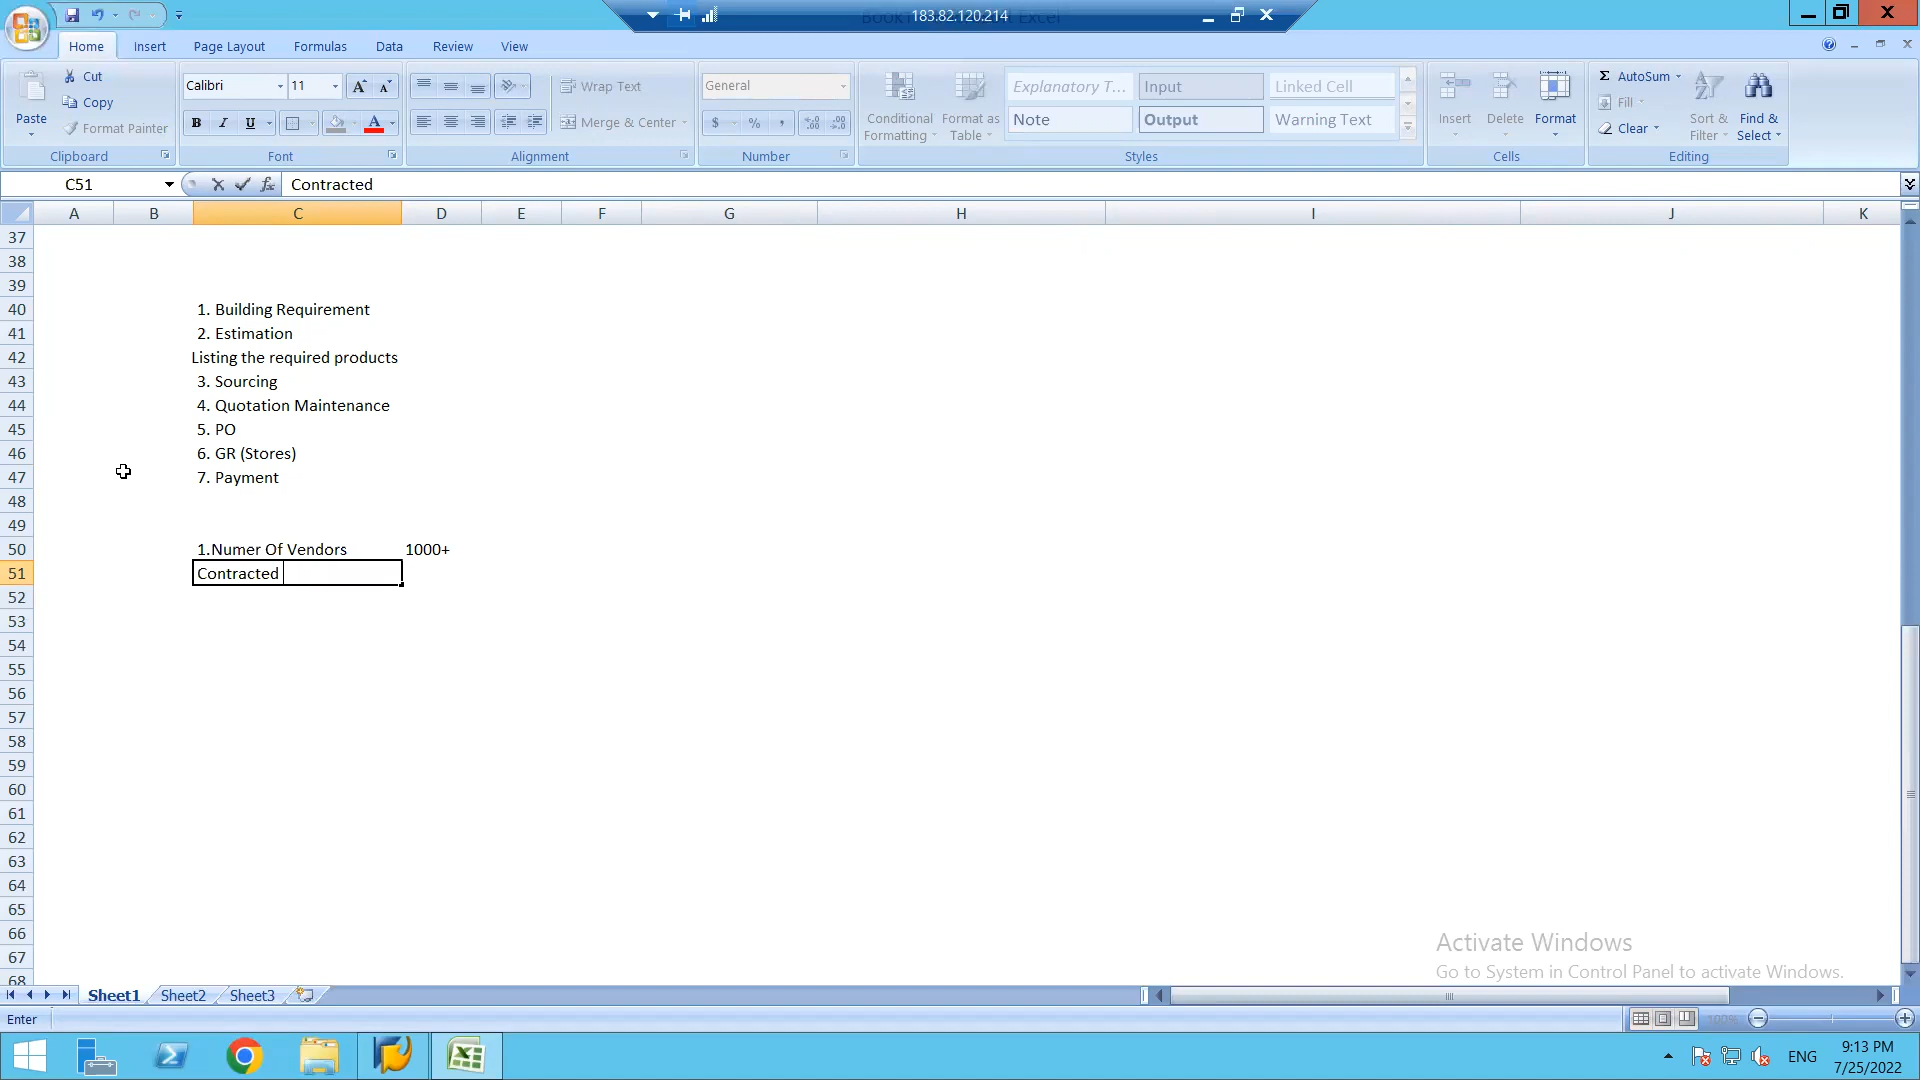 183.82.120.214
Home Insert Page Layout Formulas Data Review View
Paste
Cut
Copy
Format Painter
Clipboard
Calibri 11
B I U
Font
Wrap Text
Merge & Center
Alignment
General
$ % ,
Number
Conditional Formatting
Format as Table
Explanatory T... Input Linked Cell
Note Output Warning Text
Styles
Insert Delete Format
Cells
Σ AutoSum
Fill
Clear
Sort & Filter
Find & Select
Editing
C51 fx Contracted
A B C D E F G H I J K
37
38
39
40 1. Building Requirement
41 2. Estimation
42 Listing the required products
43 3. Sourcing
44 4. Quotation Maintenance
45 5. PO
46 6. GR (Stores)
47 7. Payment
48
49
50 1.Numer Of Vendors 1000+
51 Contracted
52
53
54
55
56
57
58
59
60
61
62
63
64
65
66
67
68
Activate Windows
Go to System in Control Panel to activate Windows.
Sheet1 Sheet2 Sheet3
Enter
100%
ENG
9:13 PM
7/25/2022